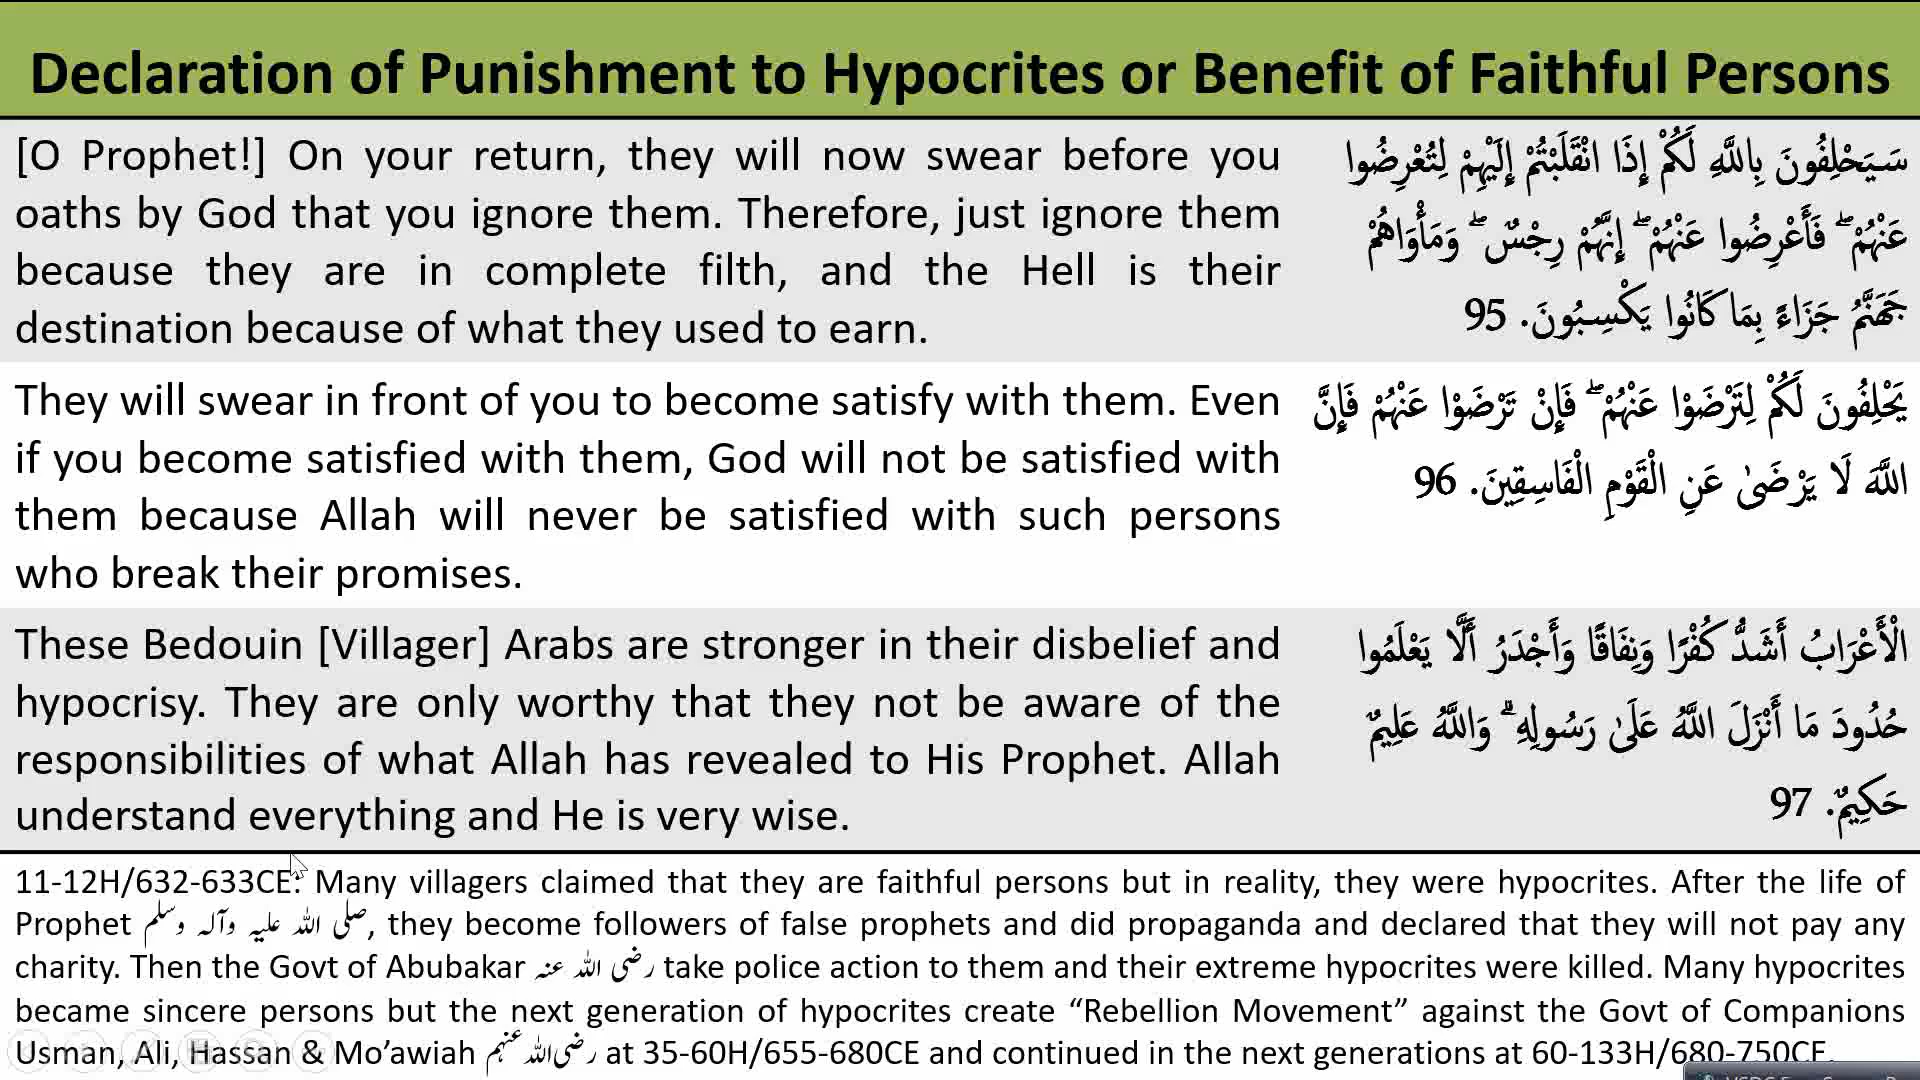 Declaration of Punishment to Hypocrites or Benefit of Faithful Persons
[O Prophet!] On your return, they will now swear before you
oaths by God that you ignore them. Therefore, just ignore them
because they are in complete filth, and the Hell is their
destination because of what they used to earn.
سَيَحْلِفُونَ بِاللَّهِ لَكُمْ إِذَا انْقَلَبْتُمْ إِلَيْهِمْ لِتُعْرِضُوا
عَنْهُمْ ۖ فَأَعْرِضُوا عَنْهُمْ ۖ إِنَّهُمْ رِجْسٌ ۖ وَمَأْوَاهُمْ
جَهَنَّمُ جَزَاءً بِمَا كَانُوا يَكْسِبُونَ. 95
They will swear in front of you to become satisfy with them. Even
if you become satisfied with them, God will not be satisfied with
them because Allah will never be satisfied with such persons
who break their promises.
يَحْلِفُونَ لَكُمْ لِتَرْضَوْا عَنْهُمْ ۖ فَإِنْ تَرْضَوْا عَنْهُمْ فَإِنَّ
اللَّهَ لَا يَرْضَىٰ عَنِ الْقَوْمِ الْفَاسِقِينَ. 96
These Bedouin [Villager] Arabs are stronger in their disbelief and
hypocrisy. They are only worthy that they not be aware of the
responsibilities of what Allah has revealed to His Prophet. Allah
understand everything and He is very wise.
الْأَعْرَابُ أَشَدُّ كُفْرًا وَنِفَاقًا وَأَجْدَرُ أَلَّا يَعْلَمُوا
حُدُودَ مَا أَنْزَلَ اللَّهُ عَلَىٰ رَسُولِهِ ۗ وَاللَّهُ عَلِيمٌ
حَكِيمٌ. 97
11-12H/632-633CE: Many villagers claimed that they are faithful persons but in reality, they were hypocrites. After the life of
Prophet صلی اللہ علیہ وآلہ وسلم, they become followers of false prophets and did propaganda and declared that they will not pay any
charity. Then the Govt of Abubakar رضی اللہ عنہ take police action to them and their extreme hypocrites were killed. Many hypocrites
became sincere persons but the next generation of hypocrites create “Rebellion Movement” against the Govt of Companions
Usman, Ali, Hassan & Mo’awiah رضی اللہ عنہم at 35-60H/655-680CE and continued in the next generations at 60-133H/680-750CE.